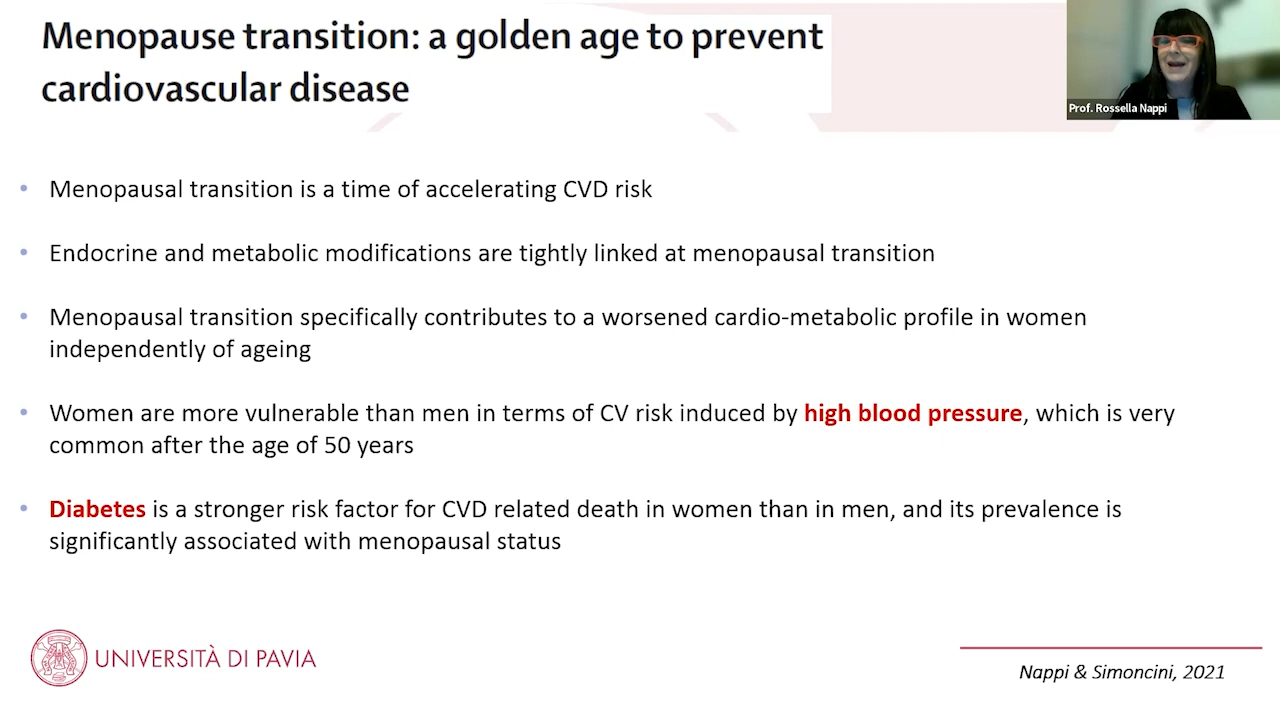 Menopause transition: a golden age to prevent
cardiovascular disease
Prof. Rossella Nappi
• Menopausal transition is a time of accelerating CVD risk
• Endocrine and metabolic modifications are tightly linked at menopausal transition
• Menopausal transition specifically contributes to a worsened cardio-metabolic profile in women
independently of ageing
• Women are more vulnerable than men in terms of CV risk induced by high blood pressure, which is very
common after the age of 50 years
• Diabetes is a stronger risk factor for CVD related death in women than in men, and its prevalence is
significantly associated with menopausal status
UNIVERSITÀ DI PAVIA
Nappi & Simoncini, 2021